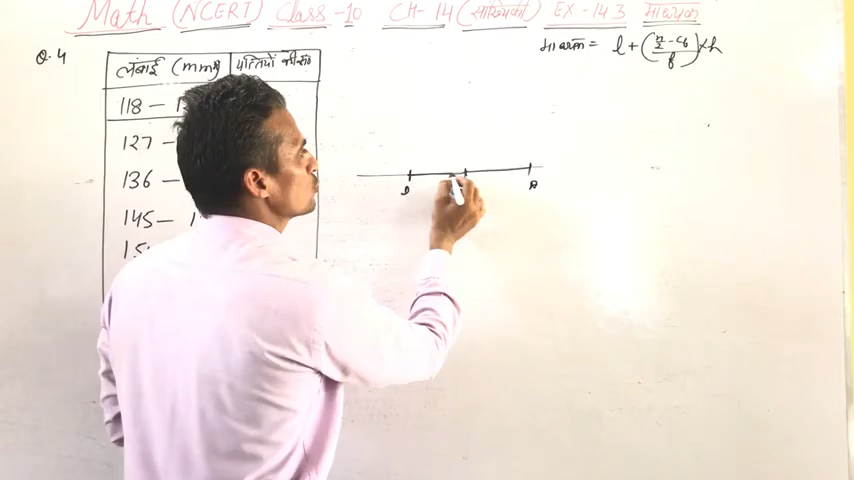 Math (NCERT) Class-10 CH-14 (सांख्यिकी) EX-14.3 माध्यक
माध्यक = l + (n/2 - cf / f) × h
Q.4
लंबाई (mm में) पत्तियों की सं०
118 —
127 —
136 —
145 —